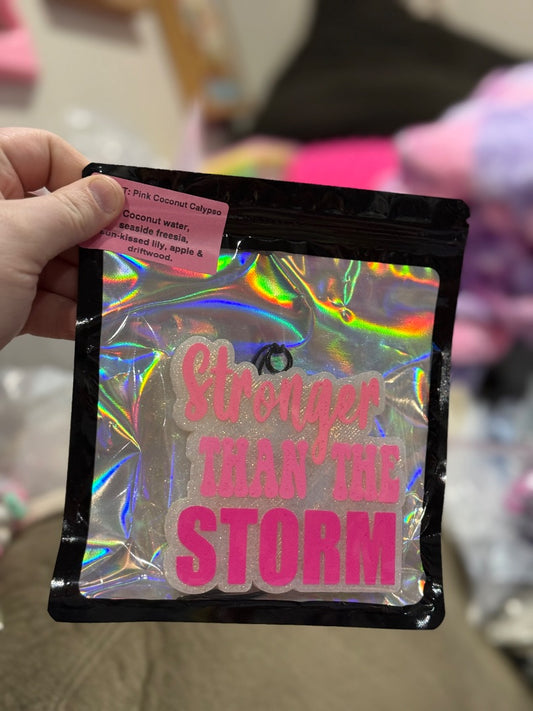 T: Pink Coconut Calypso
Coconut water,
seaside freesia,
sun-kissed lily, apple &
driftwood.
Stronger
THAN THE
STORM